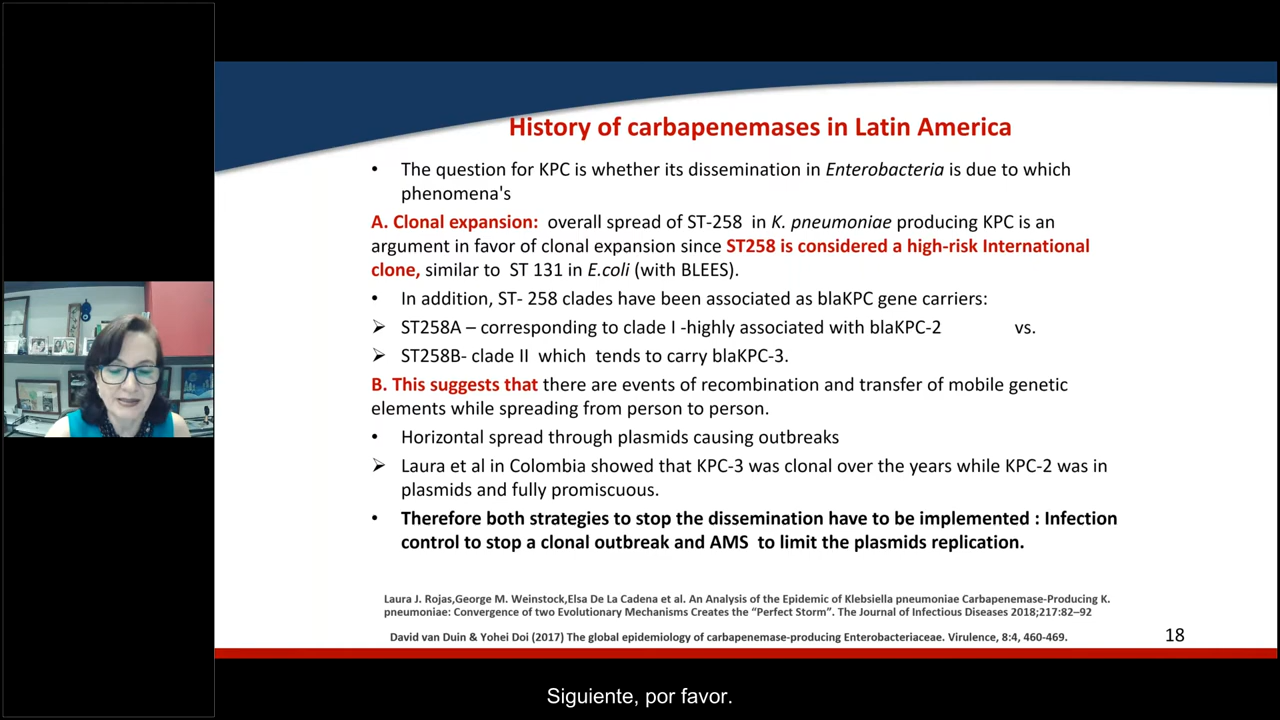 History of carbapenemases in Latin America
• The question for KPC is whether its dissemination in Enterobacteria is due to which
phenomena's
A. Clonal expansion: overall spread of ST-258 in K. pneumoniae producing KPC is an
argument in favor of clonal expansion since ST258 is considered a high-risk International
clone, similar to ST 131 in E.coli (with BLEES).
• In addition, ST- 258 clades have been associated as blaKPC gene carriers:
➢ ST258A – corresponding to clade I -highly associated with blaKPC-2 vs.
➢ ST258B- clade II which tends to carry blaKPC-3.
B. This suggests that there are events of recombination and transfer of mobile genetic
elements while spreading from person to person.
• Horizontal spread through plasmids causing outbreaks
➢ Laura et al in Colombia showed that KPC-3 was clonal over the years while KPC-2 was in
plasmids and fully promiscuous.
• Therefore both strategies to stop the dissemination have to be implemented : Infection
control to stop a clonal outbreak and AMS to limit the plasmids replication.
Laura J. Rojas,George M. Weinstock,Elsa De La Cadena et al. An Analysis of the Epidemic of Klebsiella pneumoniae Carbapenemase-Producing K.
pneumoniae: Convergence of two Evolutionary Mechanisms Creates the “Perfect Storm”. The Journal of Infectious Diseases 2018;217:82–92
David van Duin & Yohei Doi (2017) The global epidemiology of carbapenemase-producing Enterobacteriaceae. Virulence, 8:4, 460-469.
18
Siguiente, por favor.